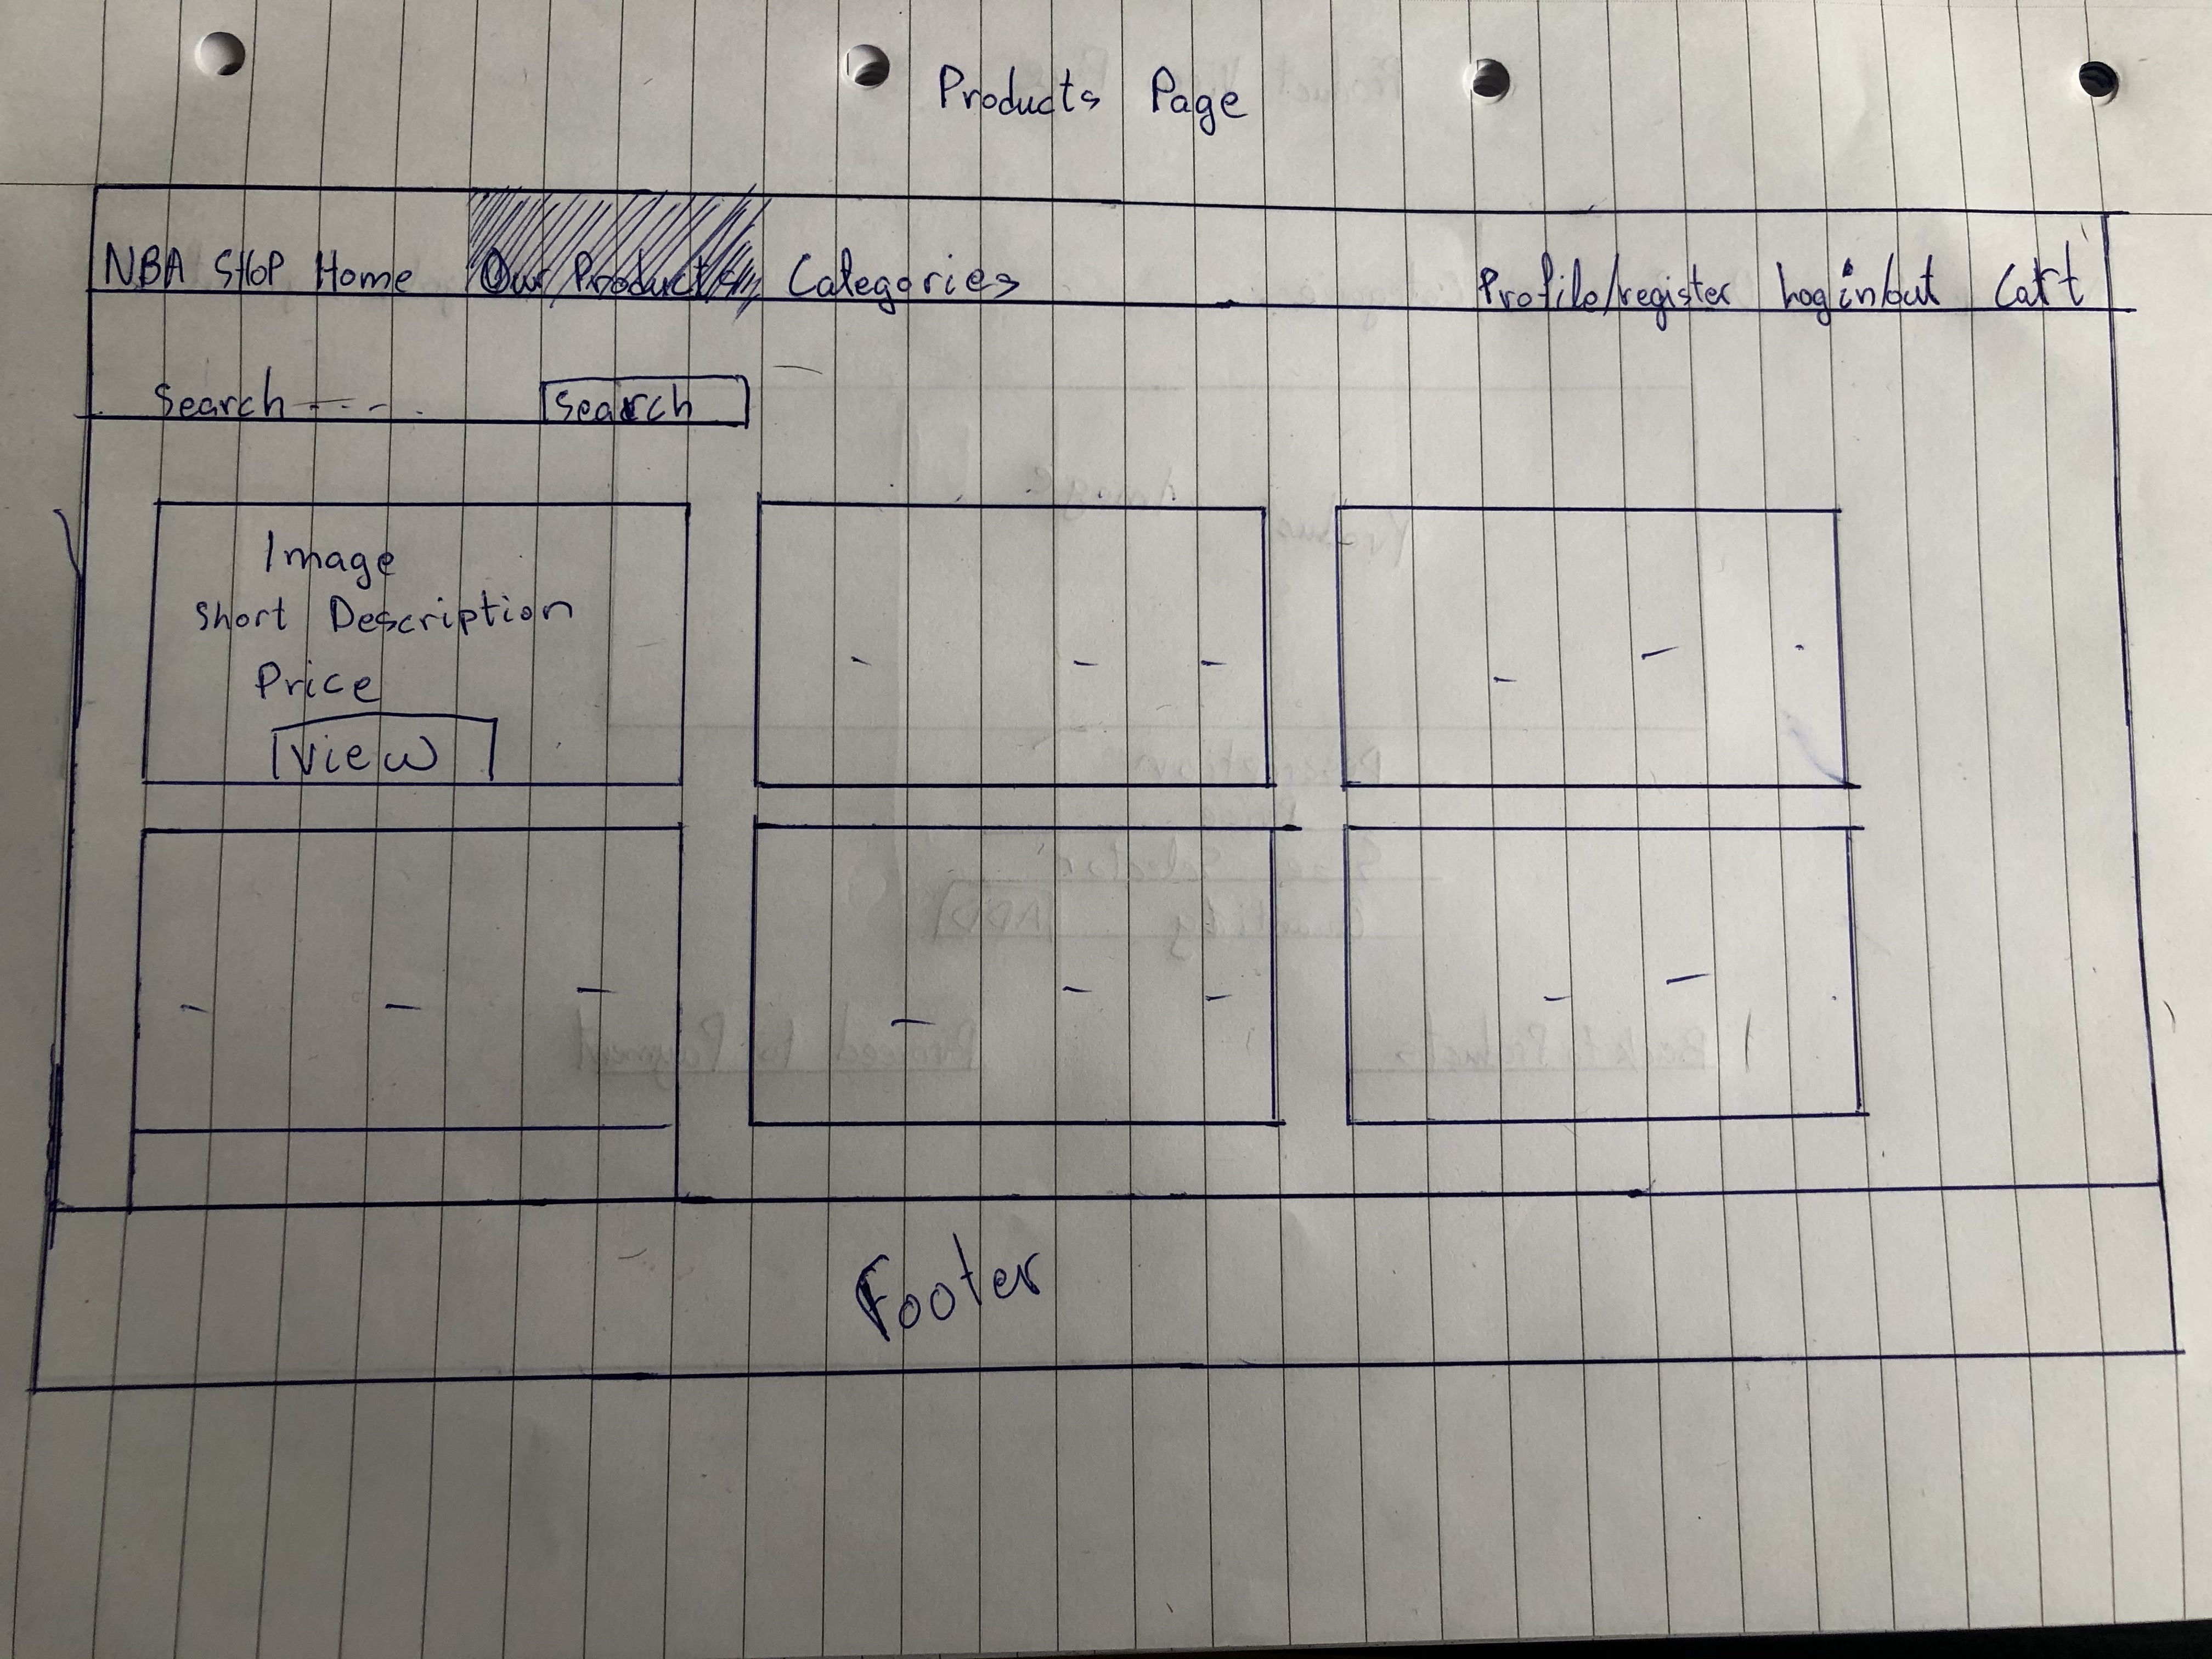 Products Page
NBA SHOP Home Our Products Categories Profile/register Login/out Cart
Search - - - . Search
Image
Short Description
Price
View
Footer